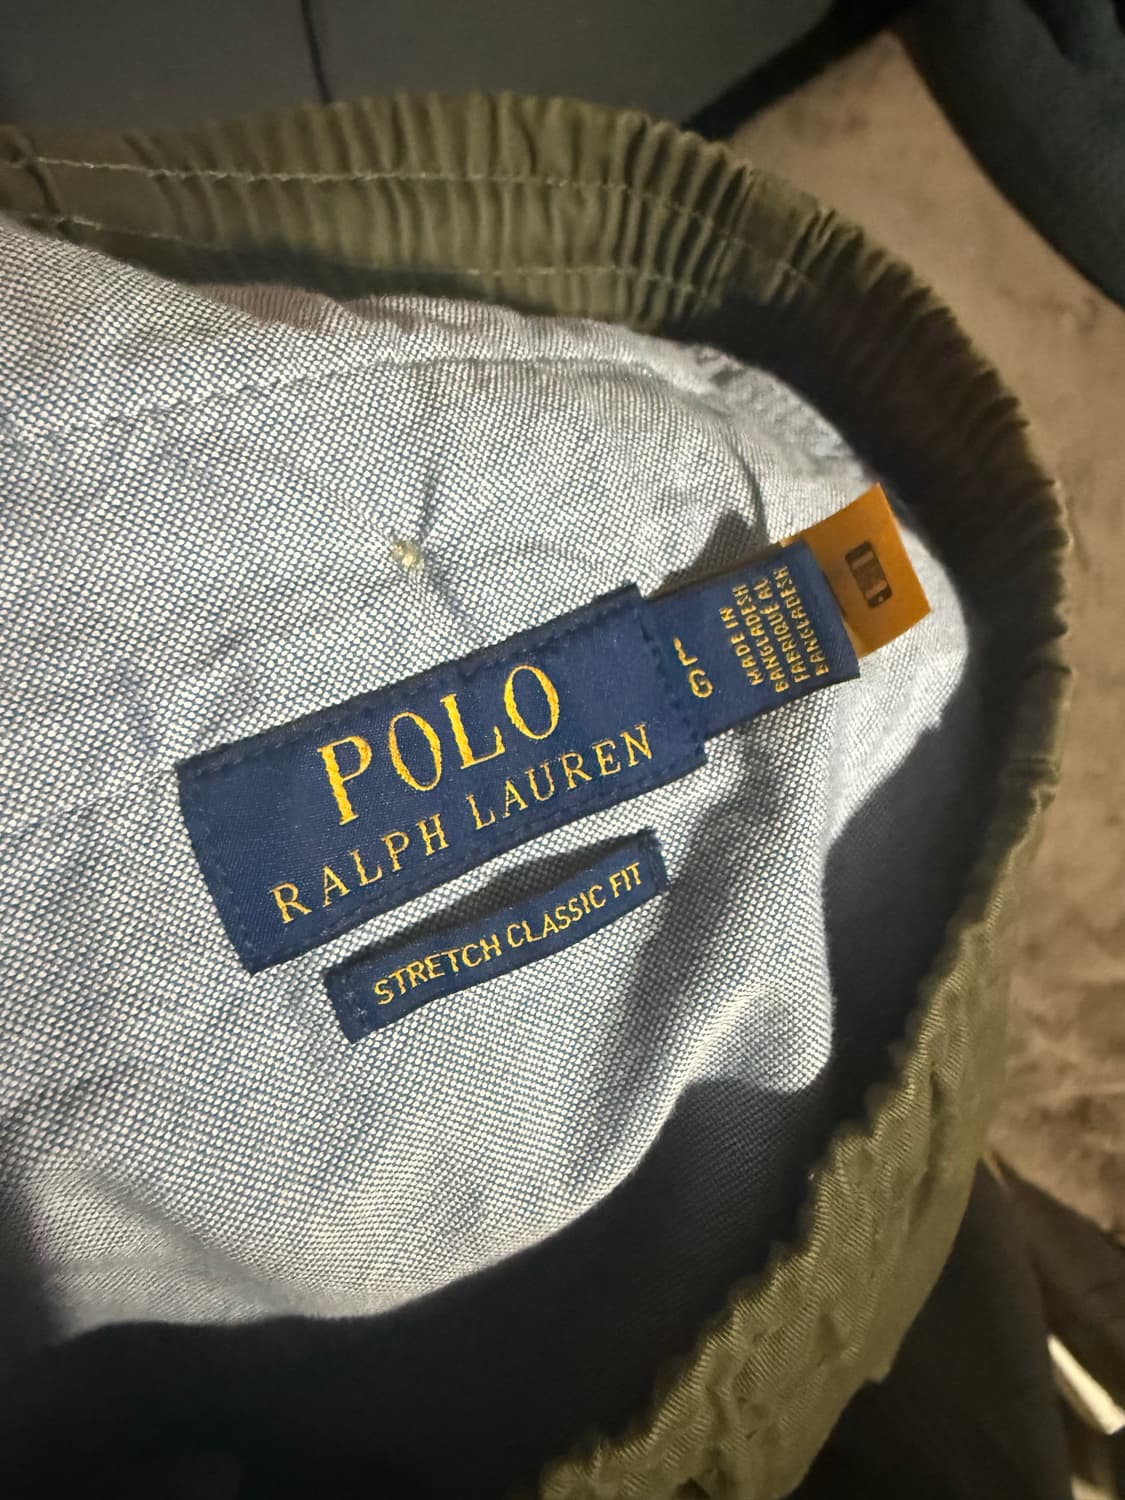 POLO
RALPH LAUREN
STRETCH CLASSIC FIT
L
G
MADE IN
BANGLADESH
FABRIQUÉ AU
BANGLADESH